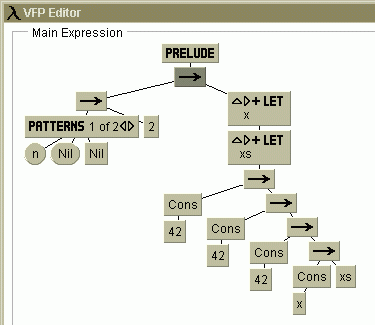 λ VFP Editor
Main Expression
PRELUDE
→
→
△▷+ LET
x
PATTERNS 1 of 2◁▷
2
△▷+ LET
xs
n Nil Nil
→
Cons →
42 Cons →
42 Cons →
42 Cons xs
x